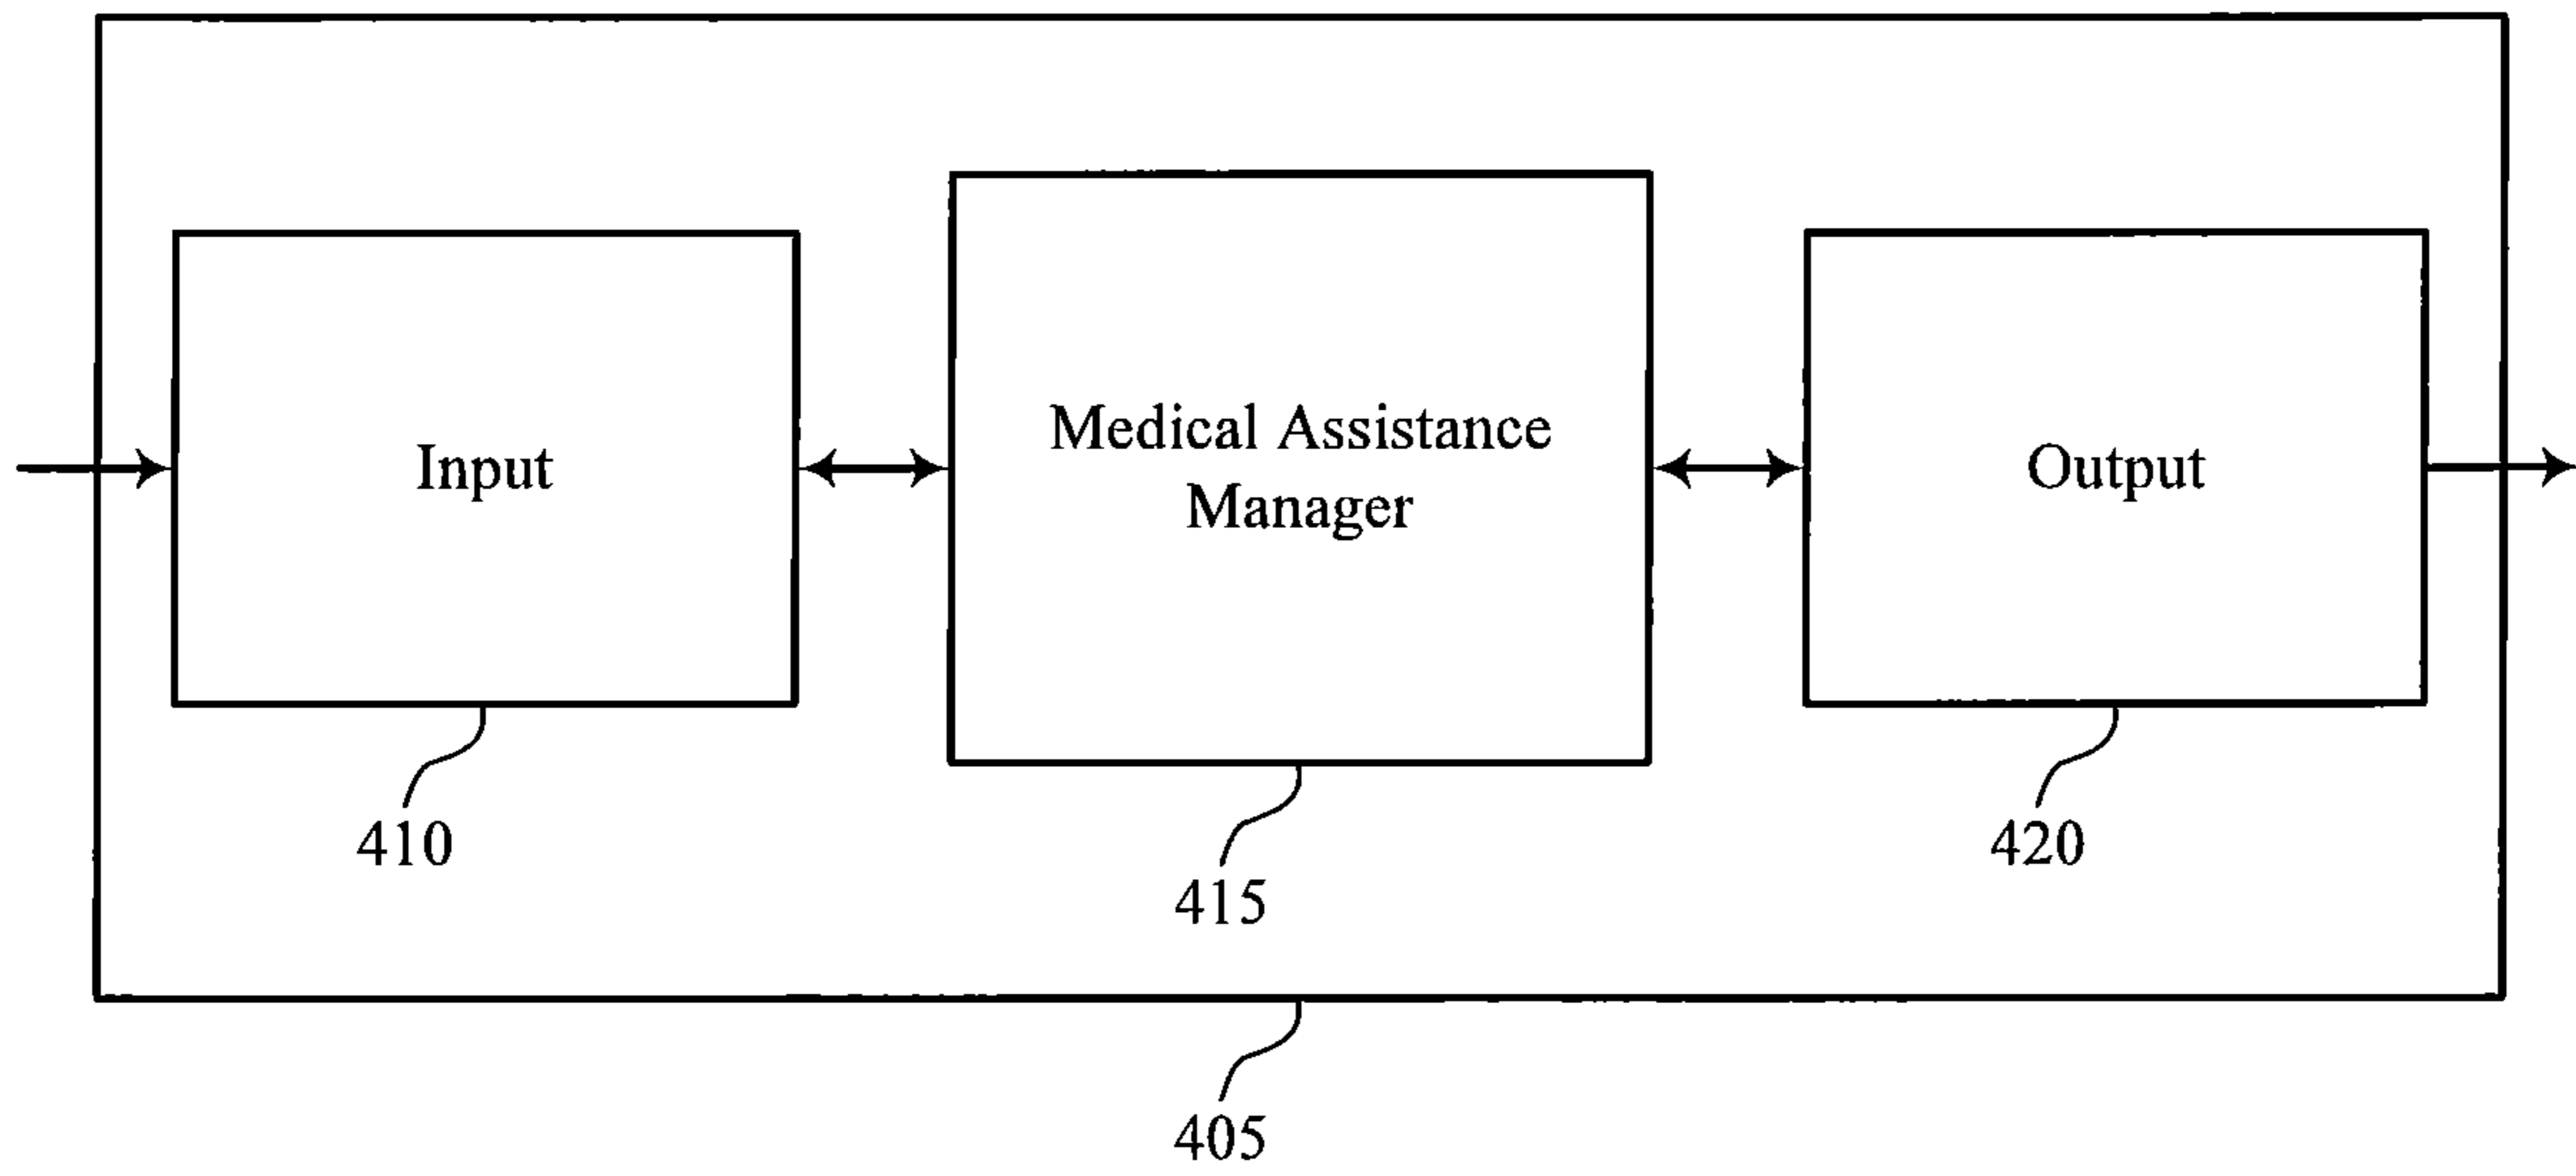 Input
Medical Assistance
Manager
Output
410
415
420
405